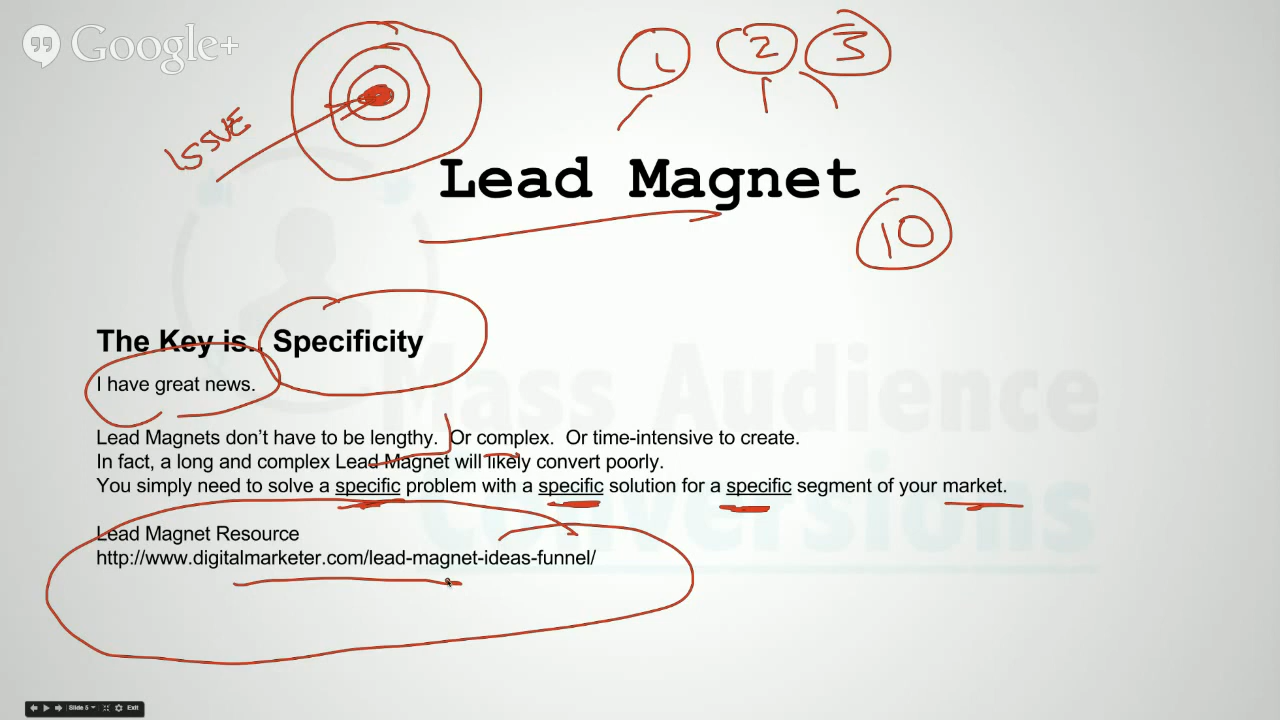 Google+
1 2 3
ISSUE
Lead Magnet
10
The Key is.. Specificity
I have great news.
Mass Audience
Lead Magnets don't have to be lengthy. Or complex. Or time-intensive to create.
In fact, a long and complex Lead Magnet will likely convert poorly.
You simply need to solve a specific problem with a specific solution for a specific segment of your market.
Conversions
Lead Magnet Resource
http://www.digitalmarketer.com/lead-magnet-ideas-funnel/
Slide 5 Exit